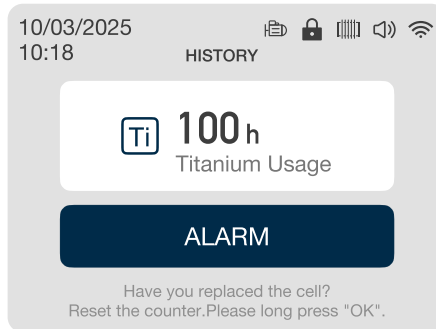 10/03/2025
10:18
HISTORY
Ti
100 h
Titanium Usage
ALARM
Have you replaced the cell?
Reset the counter.Please long press "OK".